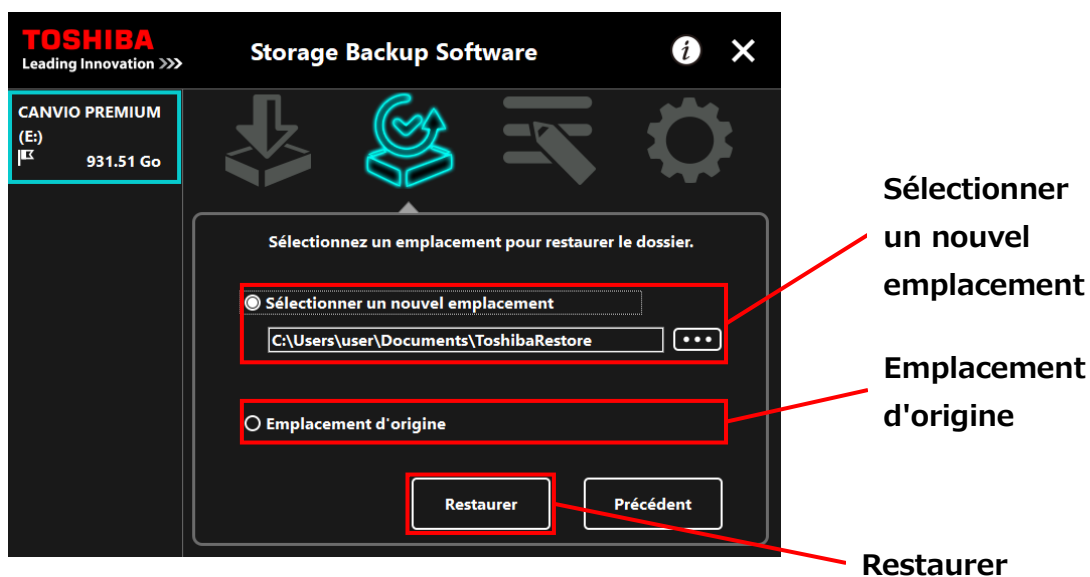 TOSHIBA
Leading Innovation >>>
Storage Backup Software
i
CANVIO PREMIUM
(E:)
931.51 Go
Sélectionnez un emplacement pour restaurer le dossier.
Sélectionner un nouvel emplacement
C:\Users\user\Documents\ToshibaRestore
•••
Emplacement d'origine
Restaurer
Précédent
Sélectionner
un nouvel
emplacement
Emplacement
d'origine
Restaurer